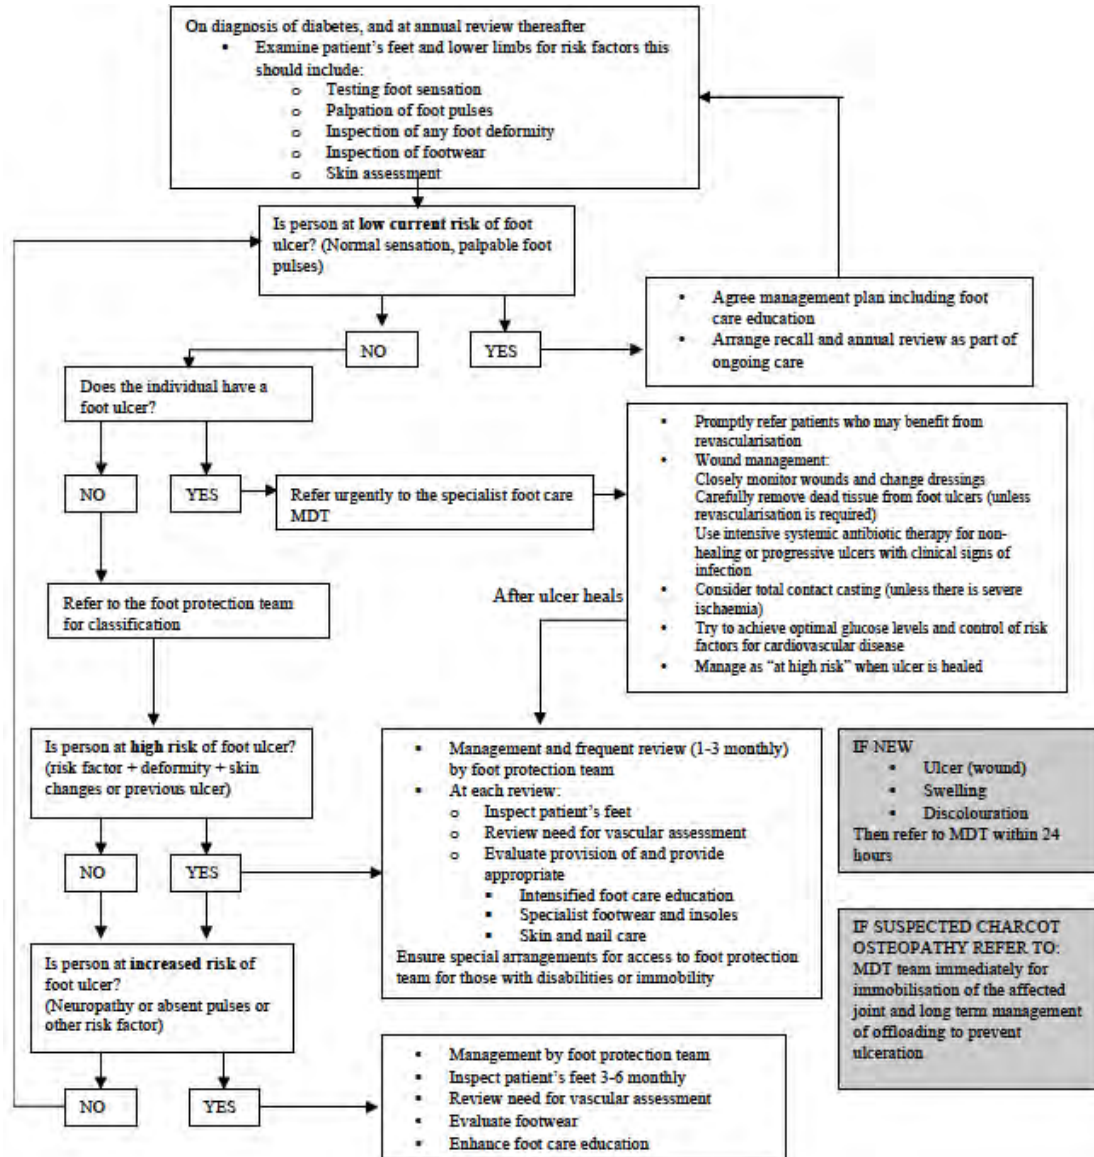 On diagnosis of diabetes, and at annual review thereafter
▪ Examine patient's feet and lower limbs for risk factors this
should include:
o Testing foot sensation
o Palpation of foot pulses
o Inspection of any foot deformity
o Inspection of footwear
o Skin assessment
Is person at low current risk of foot
ulcer? (Normal sensation, palpable foot
pulses)
NO
YES
▪ Agree management plan including foot
care education
▪ Arrange recall and annual review as part of
ongoing care
Does the individual have a
foot ulcer?
NO
YES
Refer urgently to the specialist foot care
MDT
▪ Promptly refer patients who may benefit from
revascularisation
▪ Wound management:
Closely monitor wounds and change dressings
Carefully remove dead tissue from foot ulcers (unless
revascularisation is required)
Use intensive systemic antibiotic therapy for non-
healing or progressive ulcers with clinical signs of
infection
▪ Consider total contact casting (unless there is severe
ischaemia)
▪ Try to achieve optimal glucose levels and control of risk
factors for cardiovascular disease
▪ Manage as "at high risk" when ulcer is healed
After ulcer heals
Refer to the foot protection team
for classification
Is person at high risk of foot ulcer?
(risk factor + deformity + skin
changes or previous ulcer)
NO
YES
▪ Management and frequent review (1-3 monthly)
by foot protection team
▪ At each review:
o Inspect patient's feet
o Review need for vascular assessment
o Evaluate provision of and provide
appropriate
▪ Intensified foot care education
▪ Specialist footwear and insoles
▪ Skin and nail care
Ensure special arrangements for access to foot protection
team for those with disabilities or immobility
IF NEW
▪ Ulcer (wound)
▪ Swelling
▪ Discolouration
Then refer to MDT within 24
hours
IF SUSPECTED CHARCOT
OSTEOPATHY REFER TO:
MDT team immediately for
immobilisation of the affected
joint and long term management
of offloading to prevent
ulceration
Is person at increased risk of
foot ulcer?
(Neuropathy or absent pulses or
other risk factor)
NO
YES
▪ Management by foot protection team
▪ Inspect patient's feet 3-6 monthly
▪ Review need for vascular assessment
▪ Evaluate footwear
▪ Enhance foot care education